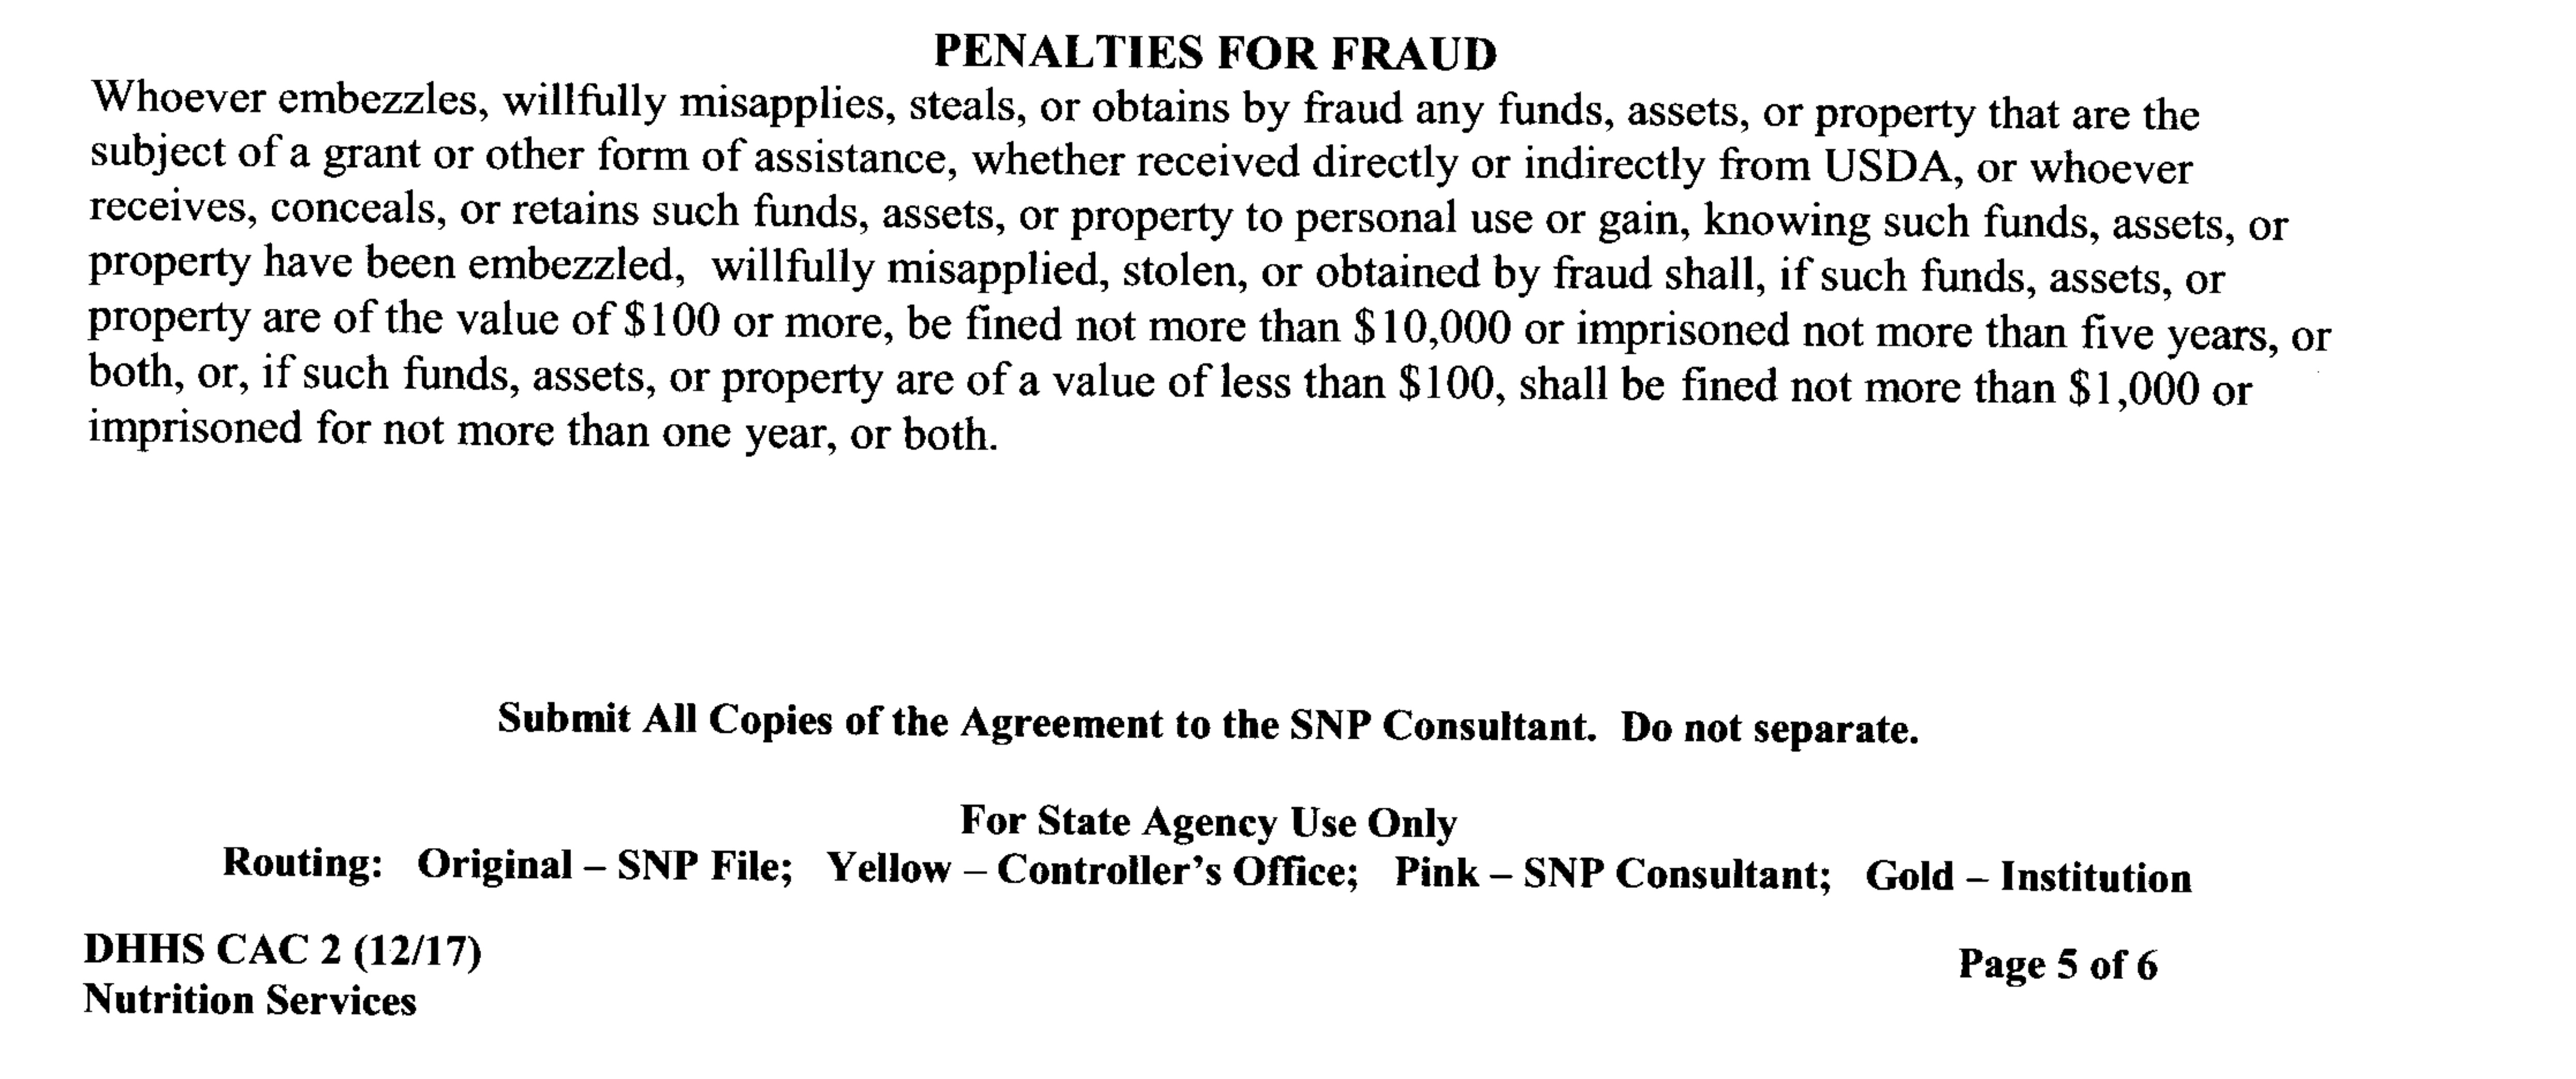 PENALTIES FOR FRAUD
Whoever embezzles, willfully misapplies, steals, or obtains by fraud any funds, assets, or property that are the
subject of a grant or other form of assistance, whether received directly or indirectly from USDA, or whoever
receives, conceals, or retains such funds, assets, or property to personal use or gain, knowing such funds, assets, or
property have been embezzled,  willfully misapplied, stolen, or obtained by fraud shall, if such funds, assets, or
property are of the value of $100 or more, be fined not more than $10,000 or imprisoned not more than five years, or
both, or, if such funds, assets, or property are of a value of less than $100, shall be fined not more than $1,000 or
imprisoned for not more than one year, or both.
Submit All Copies of the Agreement to the SNP Consultant.  Do not separate.
For State Agency Use Only
Routing:   Original – SNP File;   Yellow – Controller's Office;   Pink – SNP Consultant;   Gold – Institution
DHHS CAC 2 (12/17)
Page 5 of 6
Nutrition Services